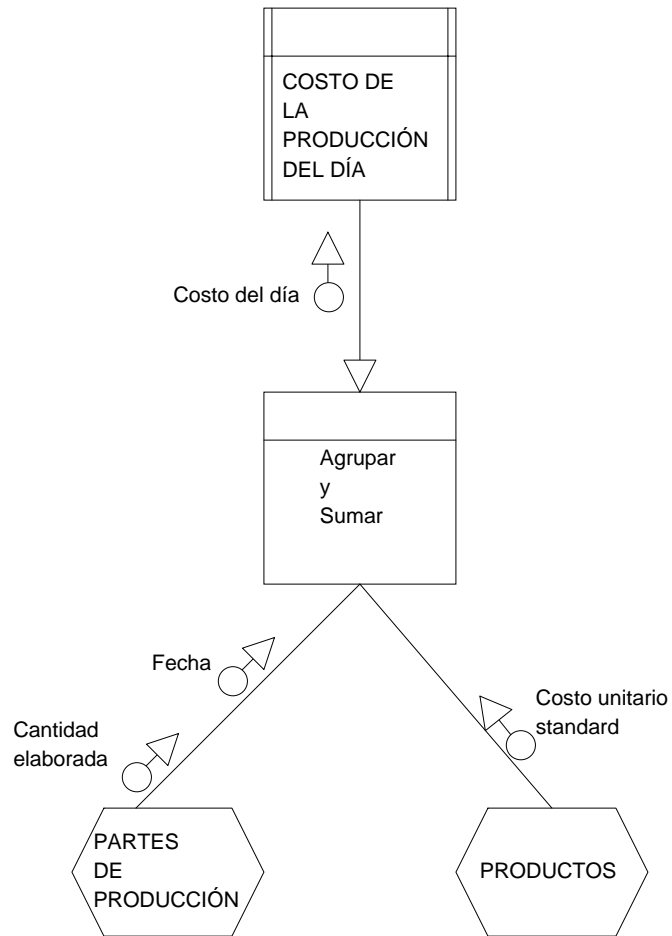 COSTO DE
LA
PRODUCCIÓN
DEL DÍA
Costo del día
Agrupar
y
Sumar
Fecha
Cantidad
elaborada
Costo unitario
standard
PARTES
DE
PRODUCCIÓN
PRODUCTOS